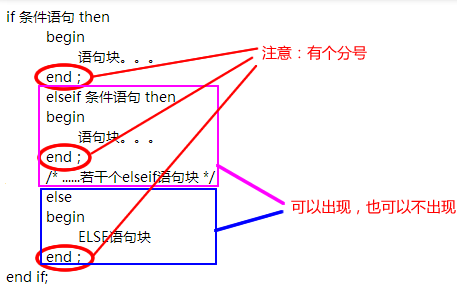 if 条件语句 then
begin
语句块。。。
end ;
elseif 条件语句 then
begin
语句块。。。
end ;
/* ......若干个elseif语句块 */
else
begin
ELSE语句块
end ;
end if;
注意：有个分号
可以出现，也可以不出现